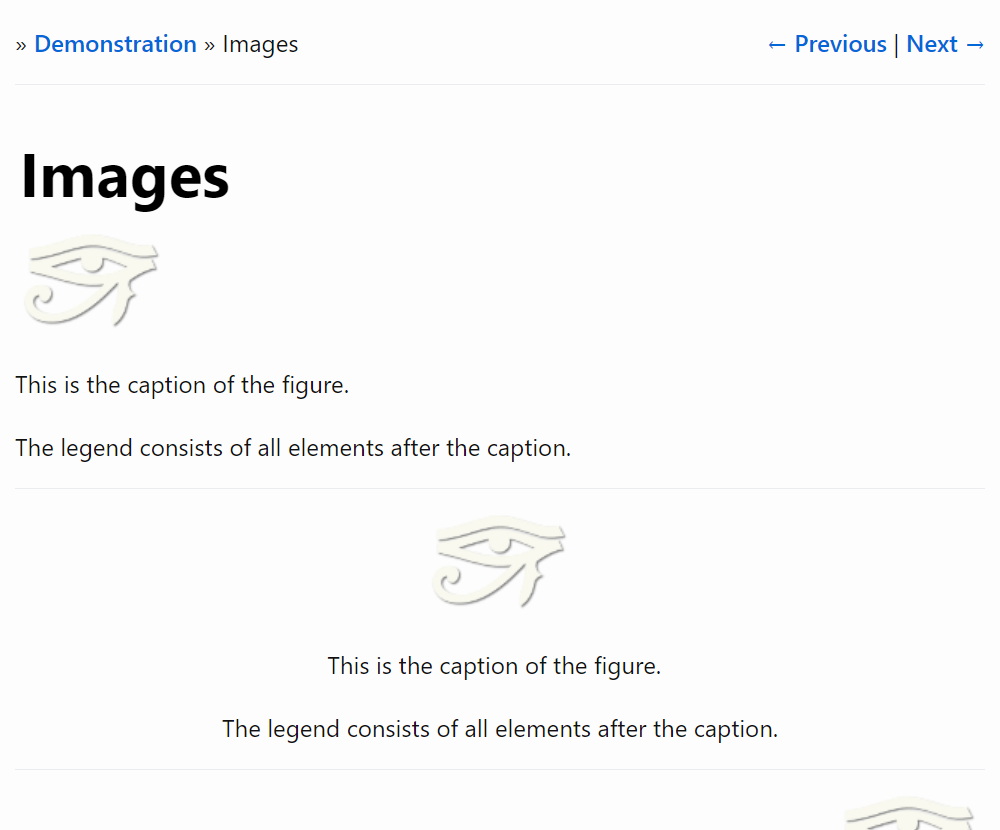 » Demonstration » Images
← Previous | Next →
Images
This is the caption of the figure.
The legend consists of all elements after the caption.
This is the caption of the figure.
The legend consists of all elements after the caption.